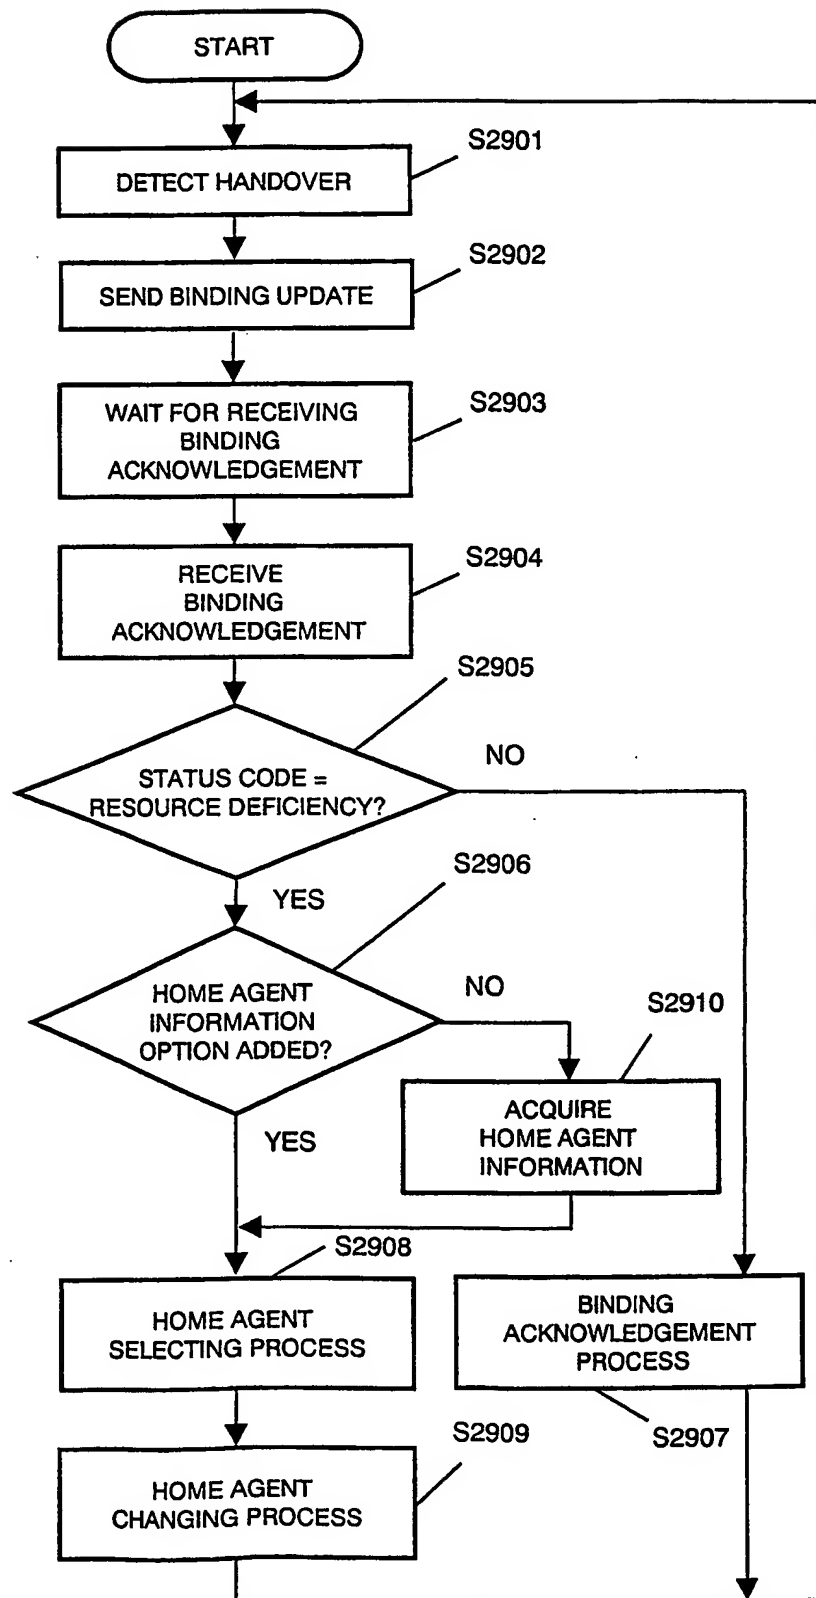 START
S2901
DETECT HANDOVER
S2902
SEND BINDING UPDATE
S2903
WAIT FOR RECEIVING
BINDING
ACKNOWLEDGEMENT
S2904
RECEIVE
BINDING
ACKNOWLEDGEMENT
S2905
NO
STATUS CODE =
RESOURCE DEFICIENCY?
S2906
YES
NO
HOME AGENT
INFORMATION
OPTION ADDED?
S2910
ACQUIRE
HOME AGENT
INFORMATION
YES
S2908
HOME AGENT
SELECTING PROCESS
BINDING
ACKNOWLEDGEMENT
PROCESS
S2907
S2909
HOME AGENT
CHANGING PROCESS